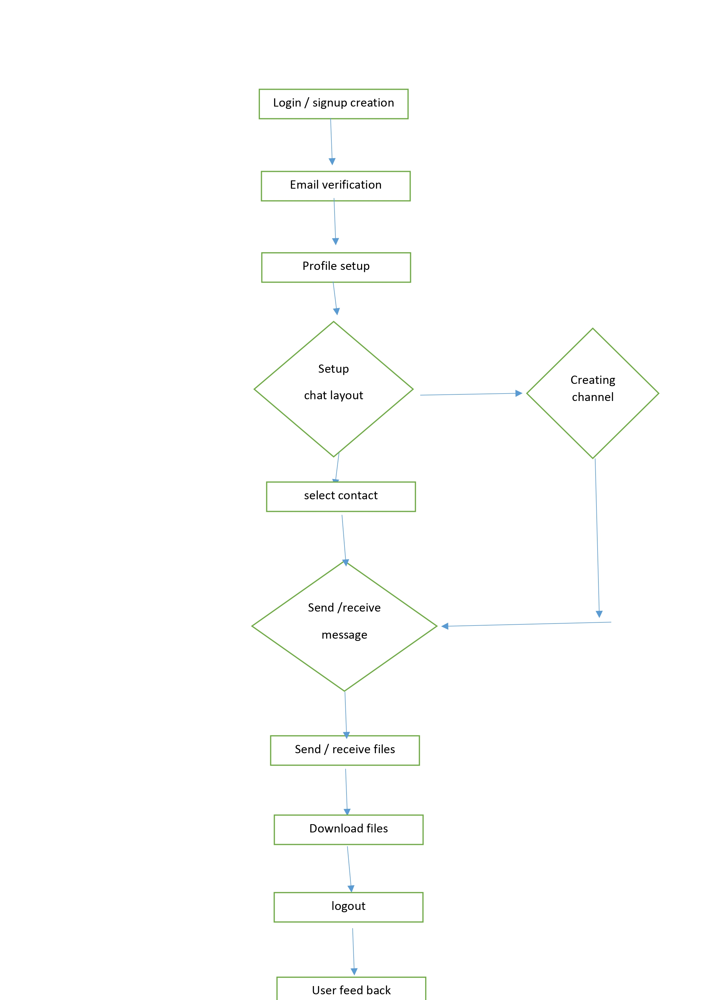 Login / signup creation
Email verification
Profile setup
Setup
chat layout
Creating
channel
select contact
Send /receive
message
Send / receive files
Download files
logout
User feed back